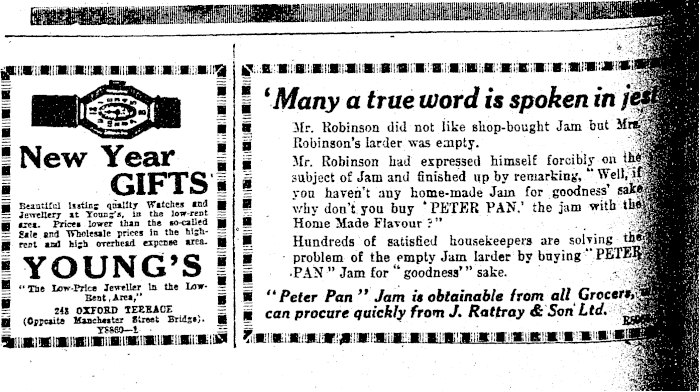 New Year
GIFTS
Beautiful lasting quality Watches and
Jewellery at Young's, in the low-rent
area. Prices lower than the so-called
Sale and Wholesale prices in the high-
rent and high overhead expense area.
YOUNG'S
"The Low-Price Jeweller in the Low-
Rent, Area,"
248 OXFORD TERRACE
(Opposite Manchester Street Bridge).
Y8860—1
'Many a true word is spoken in jest
Mr. Robinson did not like shop-bought Jam but Mrs.
Robinson's larder was empty.
Mr. Robinson had expressed himself forcibly on the
subject of Jam and finished up by remarking, "Well, if
you haven't any home-made Jam for goodness' sake
why don't you buy 'PETER PAN,' the jam with the
Home Made Flavour?"
Hundreds of satisfied housekeepers are solving the
problem of the empty Jam larder by buying "PETER
PAN" Jam for "goodness'" sake.
"Peter Pan" Jam is obtainable from all Grocers,
can procure quickly from J. Rattray & Son Ltd.